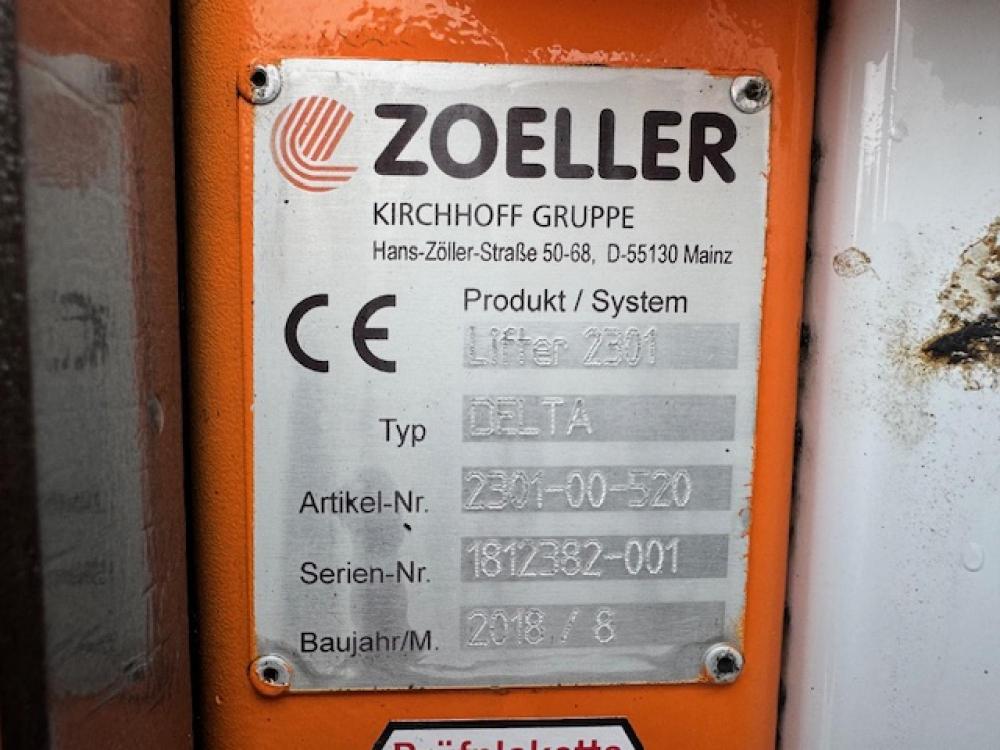 ZOELLER
KIRCHHOFF GRUPPE
Hans-Zöller-Straße 50-68, D-55130 Mainz
CE
Produkt / System
Lifter 2301
Typ DELTA
Artikel-Nr. 2301-00-520
Serien-Nr. 1812382-001
Baujahr/M. 2018 / 8
Prüfplakette